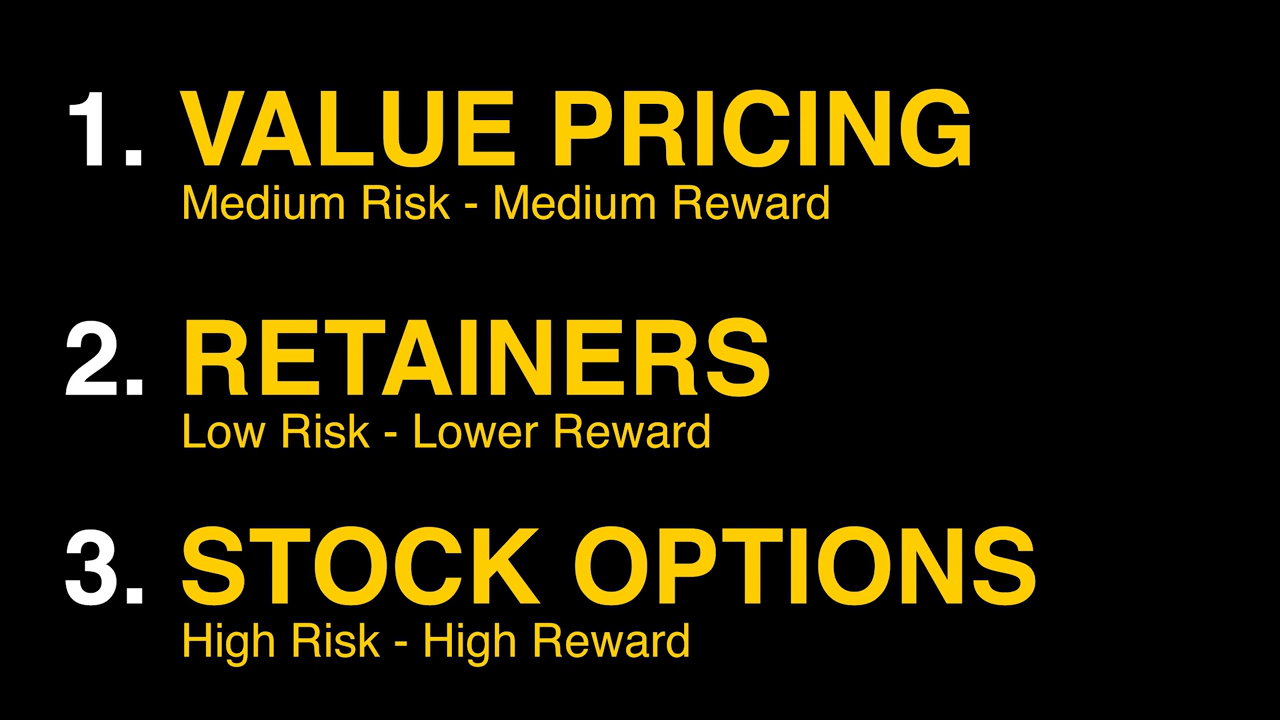 1. VALUE PRICING
Medium Risk - Medium Reward
2. RETAINERS
Low Risk - Lower Reward
3. STOCK OPTIONS
High Risk - High Reward